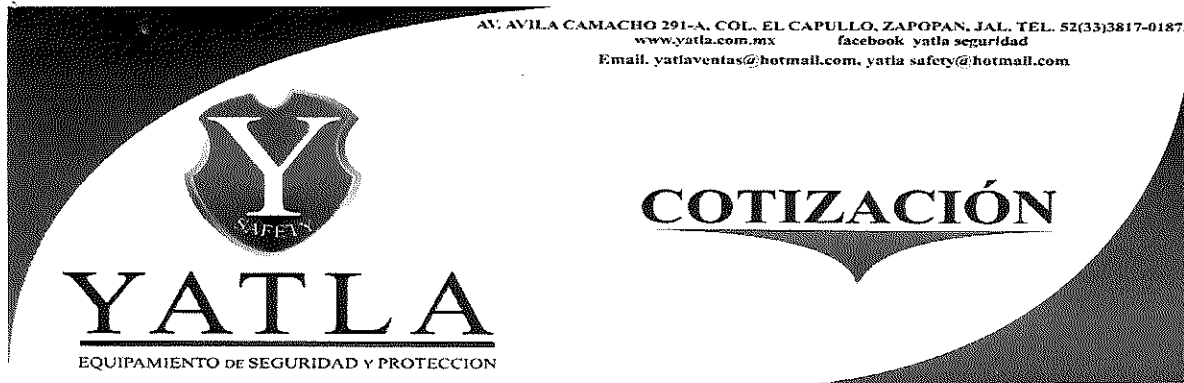 AV. AVILA CAMACHO 291-A, COL. EL CAPULLO, ZAPOPAN, JAL. TEL. 52(33)3817-0187
www.yatla.com.mx facebook yatla seguridad
Email. yatlaventas@hotmail.com, yatla safety@hotmail.com
Y
YATLA
EQUIPAMIENTO DE SEGURIDAD Y PROTECCION
COTIZACIÓN